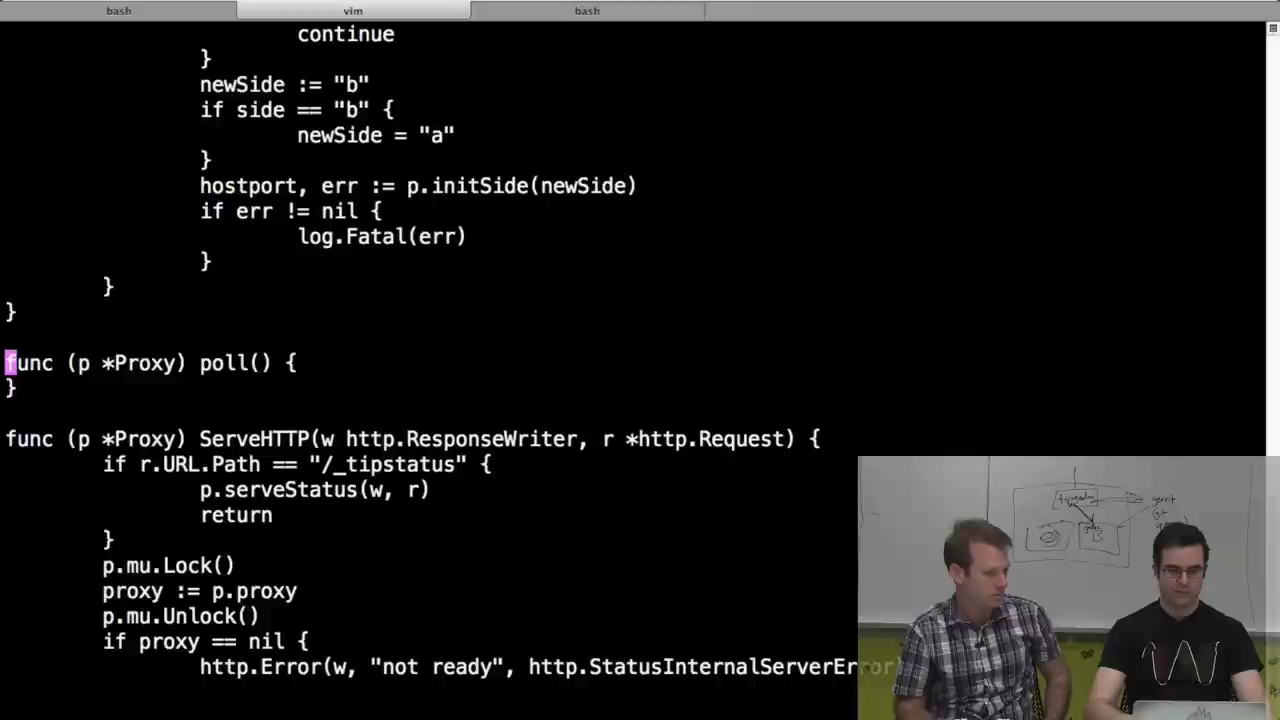 bash vim bash
continue
}
newSide := "b"
if side == "b" {
newSide = "a"
}
hostport, err := p.initSide(newSide)
if err != nil {
log.Fatal(err)
}
}
}
func (p *Proxy) poll() {
}
func (p *Proxy) ServeHTTP(w http.ResponseWriter, r *http.Request) {
if r.URL.Path == "/_tipstatus" {
p.serveStatus(w, r)
return
}
p.mu.Lock()
proxy := p.proxy
p.mu.Unlock()
if proxy == nil {
http.Error(w, "not ready", http.StatusInternalServerError)
gerrit